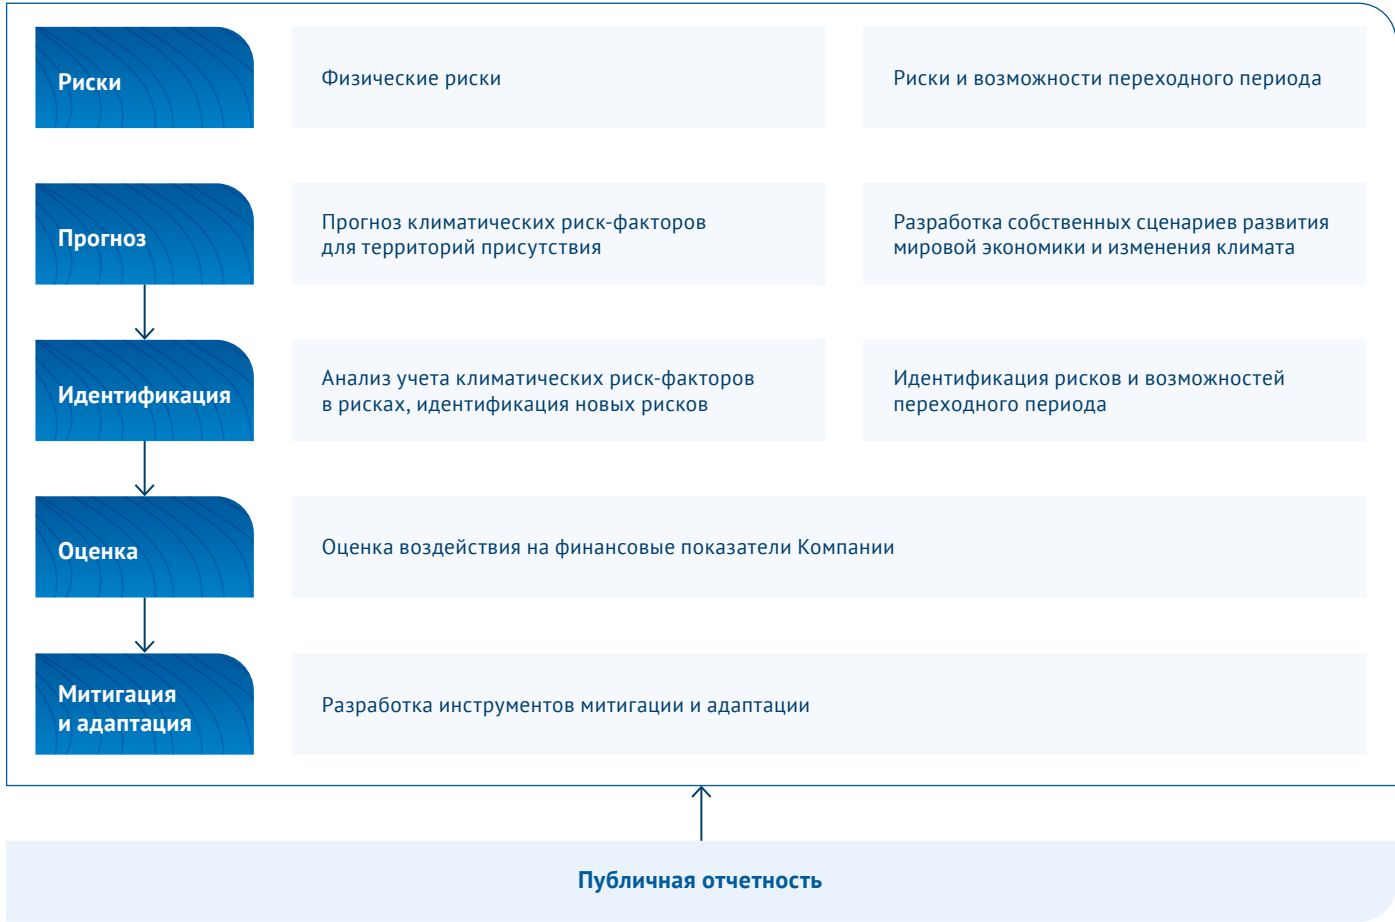 Риски
Физические риски
Риски и возможности переходного периода
Прогноз
Прогноз климатических риск-факторов
для территорий присутствия
Разработка собственных сценариев развития
мировой экономики и изменения климата
Идентификация
Анализ учета климатических риск-факторов
в рисках, идентификация новых рисков
Идентификация рисков и возможностей
переходного периода
Оценка
Оценка воздействия на финансовые показатели Компании
Митигация
и адаптация
Разработка инструментов митигации и адаптации
Публичная отчетность